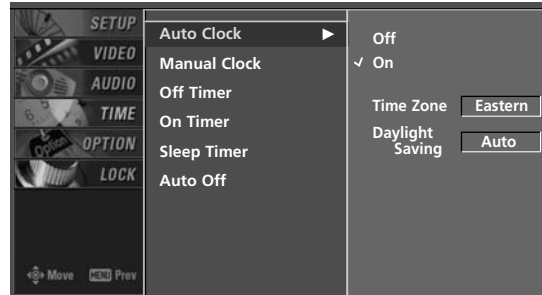 SETUP
VIDEO
AUDIO
TIME
OPTION
LOCK
Move MENU Prev
Auto Clock
Manual Clock
Off Timer
On Timer
Sleep Timer
Auto Off
Off
On
Time Zone Eastern
Daylight
Saving Auto